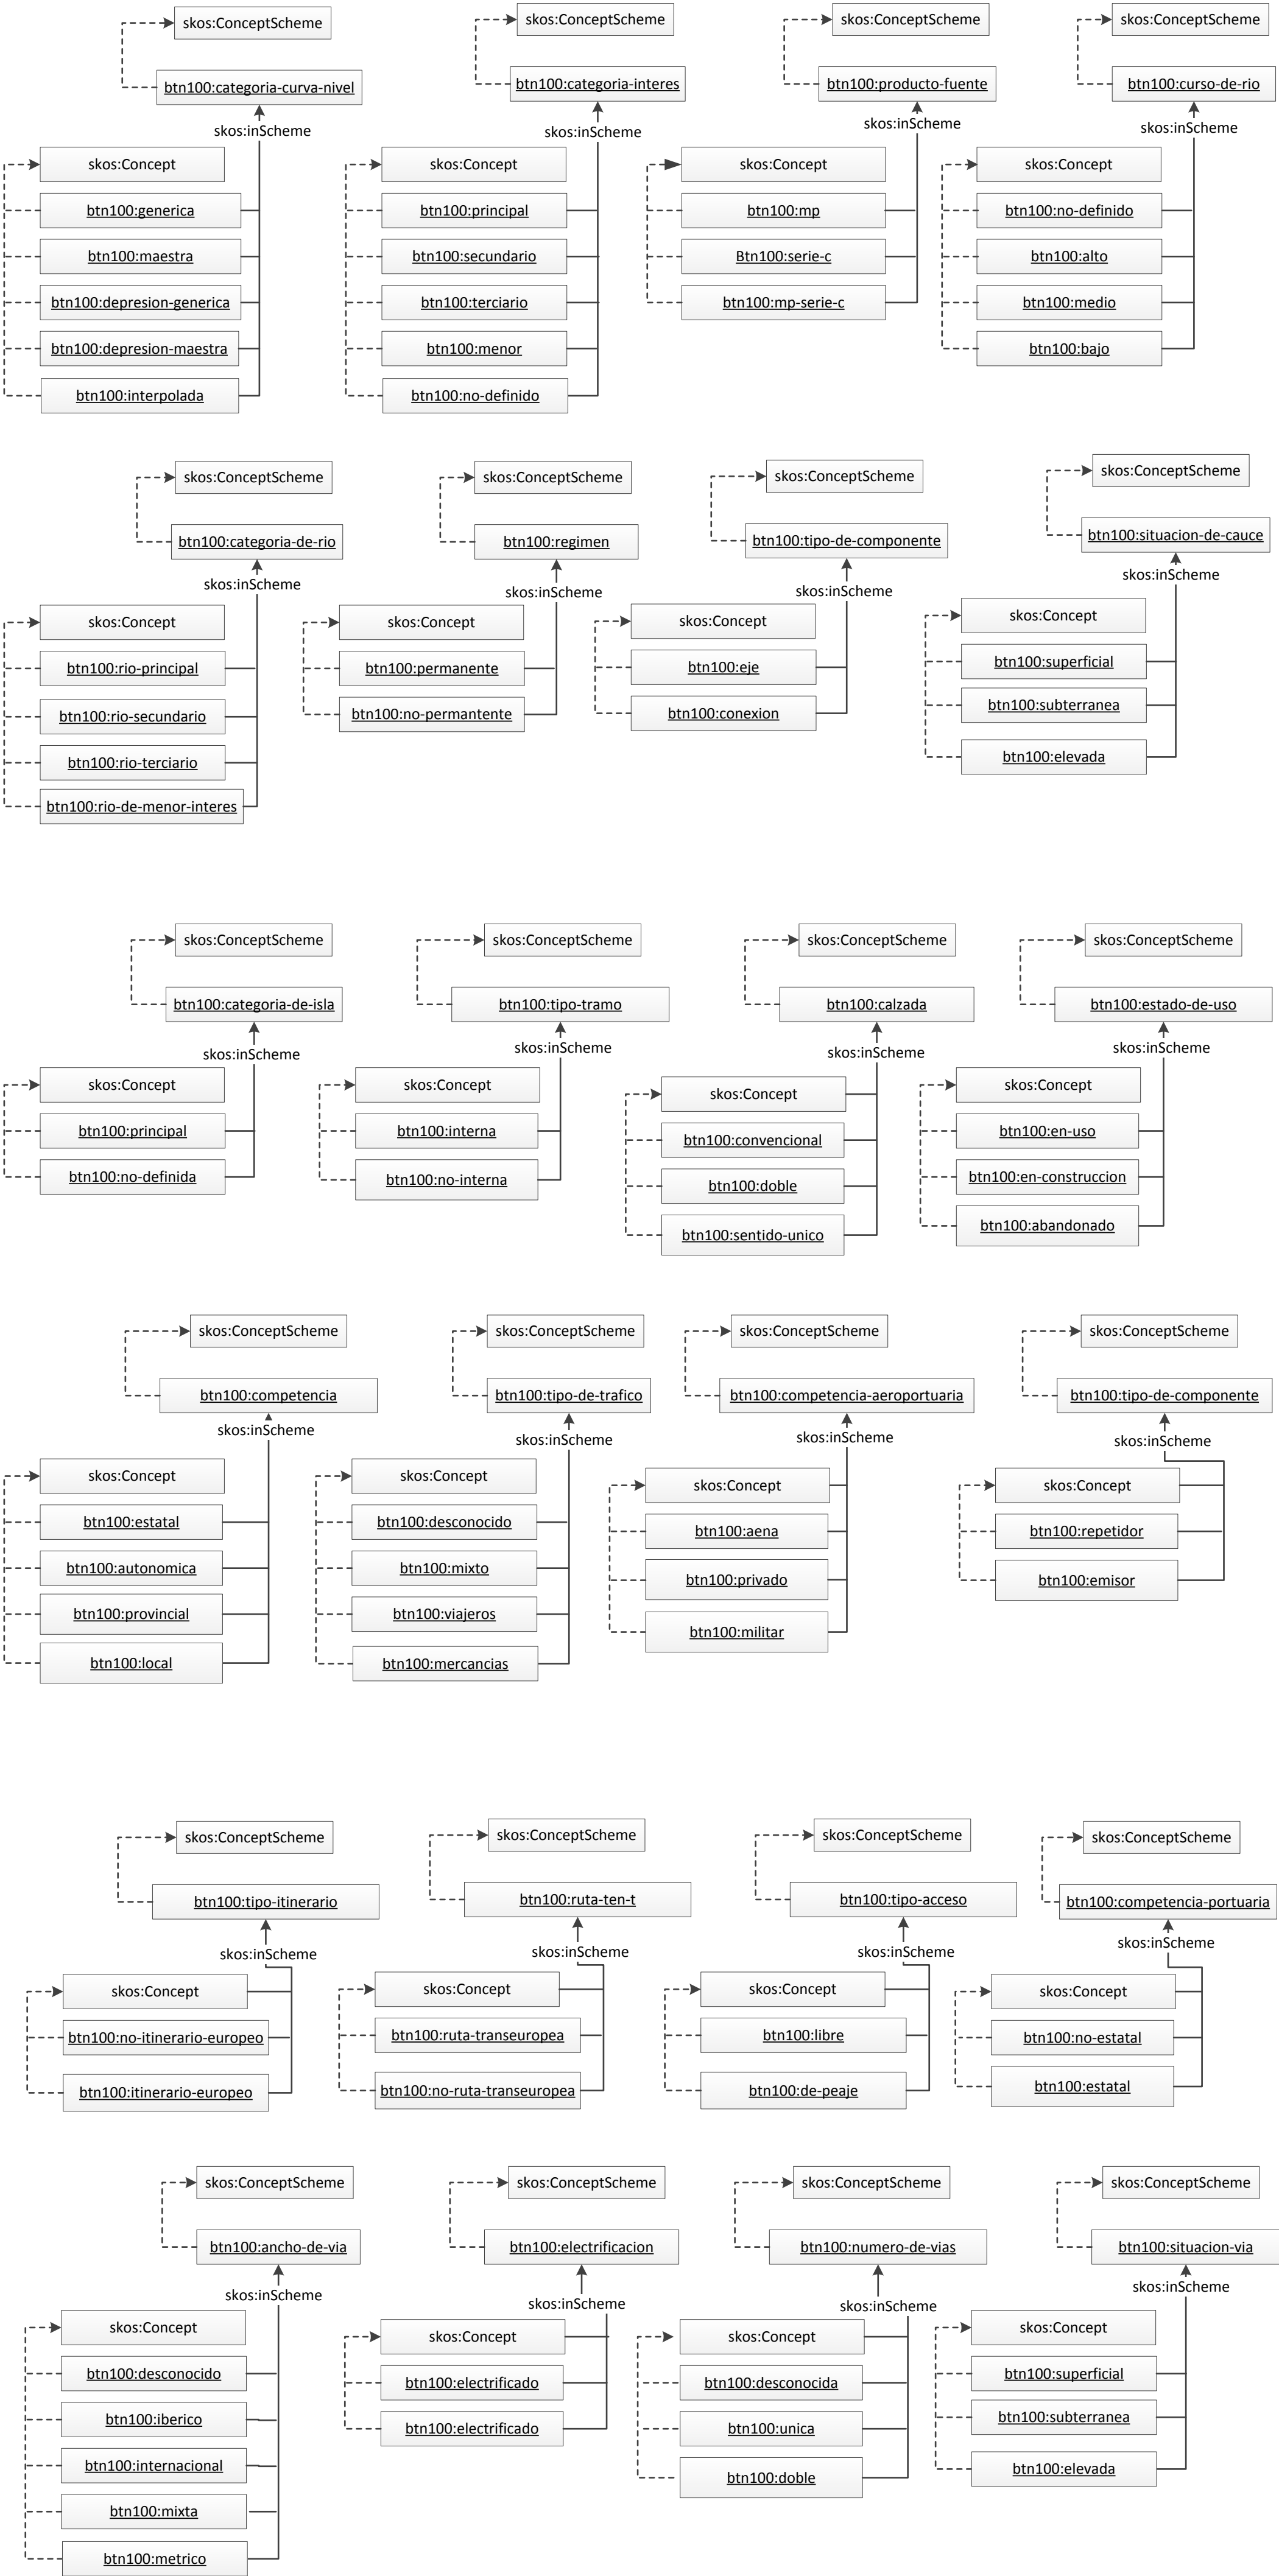 skos:ConceptScheme
btn100:categoria-curva-nivel
skos:inScheme
skos:Concept
btn100:generica
btn100:maestra
btn100:depresion-generica
btn100:depresion-maestra
btn100:interpolada
skos:ConceptScheme
btn100:categoria-interes
skos:inScheme
skos:Concept
btn100:principal
btn100:secundario
btn100:terciario
btn100:menor
btn100:no-definido
skos:ConceptScheme
btn100:producto-fuente
skos:inScheme
skos:Concept
btn100:mp
Btn100:serie-c
btn100:mp-serie-c
skos:ConceptScheme
btn100:curso-de-rio
skos:inScheme
skos:Concept
btn100:no-definido
btn100:alto
btn100:medio
btn100:bajo
skos:ConceptScheme
btn100:categoria-de-rio
skos:inScheme
skos:Concept
btn100:rio-principal
btn100:rio-secundario
btn100:rio-terciario
btn100:rio-de-menor-interes
skos:ConceptScheme
btn100:regimen
skos:inScheme
skos:Concept
btn100:permanente
btn100:no-permantente
skos:ConceptScheme
btn100:tipo-de-componente
skos:inScheme
skos:Concept
btn100:eje
btn100:conexion
skos:ConceptScheme
btn100:situacion-de-cauce
skos:inScheme
skos:Concept
btn100:superficial
btn100:subterranea
btn100:elevada
skos:ConceptScheme
btn100:categoria-de-isla
skos:inScheme
skos:Concept
btn100:principal
btn100:no-definida
skos:ConceptScheme
btn100:tipo-tramo
skos:inScheme
skos:Concept
btn100:interna
btn100:no-interna
skos:ConceptScheme
btn100:calzada
skos:inScheme
skos:Concept
btn100:convencional
btn100:doble
btn100:sentido-unico
skos:ConceptScheme
btn100:estado-de-uso
skos:inScheme
skos:Concept
btn100:en-uso
btn100:en-construccion
btn100:abandonado
skos:ConceptScheme
btn100:competencia
skos:inScheme
skos:Concept
btn100:estatal
btn100:autonomica
btn100:provincial
btn100:local
skos:ConceptScheme
btn100:tipo-de-trafico
skos:inScheme
skos:Concept
btn100:desconocido
btn100:mixto
btn100:viajeros
btn100:mercancias
skos:ConceptScheme
btn100:competencia-aeroportuaria
skos:inScheme
skos:Concept
btn100:aena
btn100:privado
btn100:militar
skos:ConceptScheme
btn100:tipo-de-componente
skos:inScheme
skos:Concept
btn100:repetidor
btn100:emisor
skos:ConceptScheme
btn100:tipo-itinerario
skos:inScheme
skos:Concept
btn100:no-itinerario-europeo
btn100:itinerario-europeo
skos:ConceptScheme
btn100:ruta-ten-t
skos:inScheme
skos:Concept
btn100:ruta-transeuropea
btn100:no-ruta-transeuropea
skos:ConceptScheme
btn100:tipo-acceso
skos:inScheme
skos:Concept
btn100:libre
btn100:de-peaje
skos:ConceptScheme
btn100:competencia-portuaria
skos:inScheme
skos:Concept
btn100:no-estatal
btn100:estatal
skos:ConceptScheme
btn100:ancho-de-via
skos:inScheme
skos:Concept
btn100:desconocido
btn100:iberico
btn100:internacional
btn100:mixta
btn100:metrico
skos:ConceptScheme
btn100:electrificacion
skos:inScheme
skos:Concept
btn100:electrificado
btn100:electrificado
skos:ConceptScheme
btn100:numero-de-vias
skos:inScheme
skos:Concept
btn100:desconocida
btn100:unica
btn100:doble
skos:ConceptScheme
btn100:situacion-via
skos:inScheme
skos:Concept
btn100:superficial
btn100:subterranea
btn100:elevada